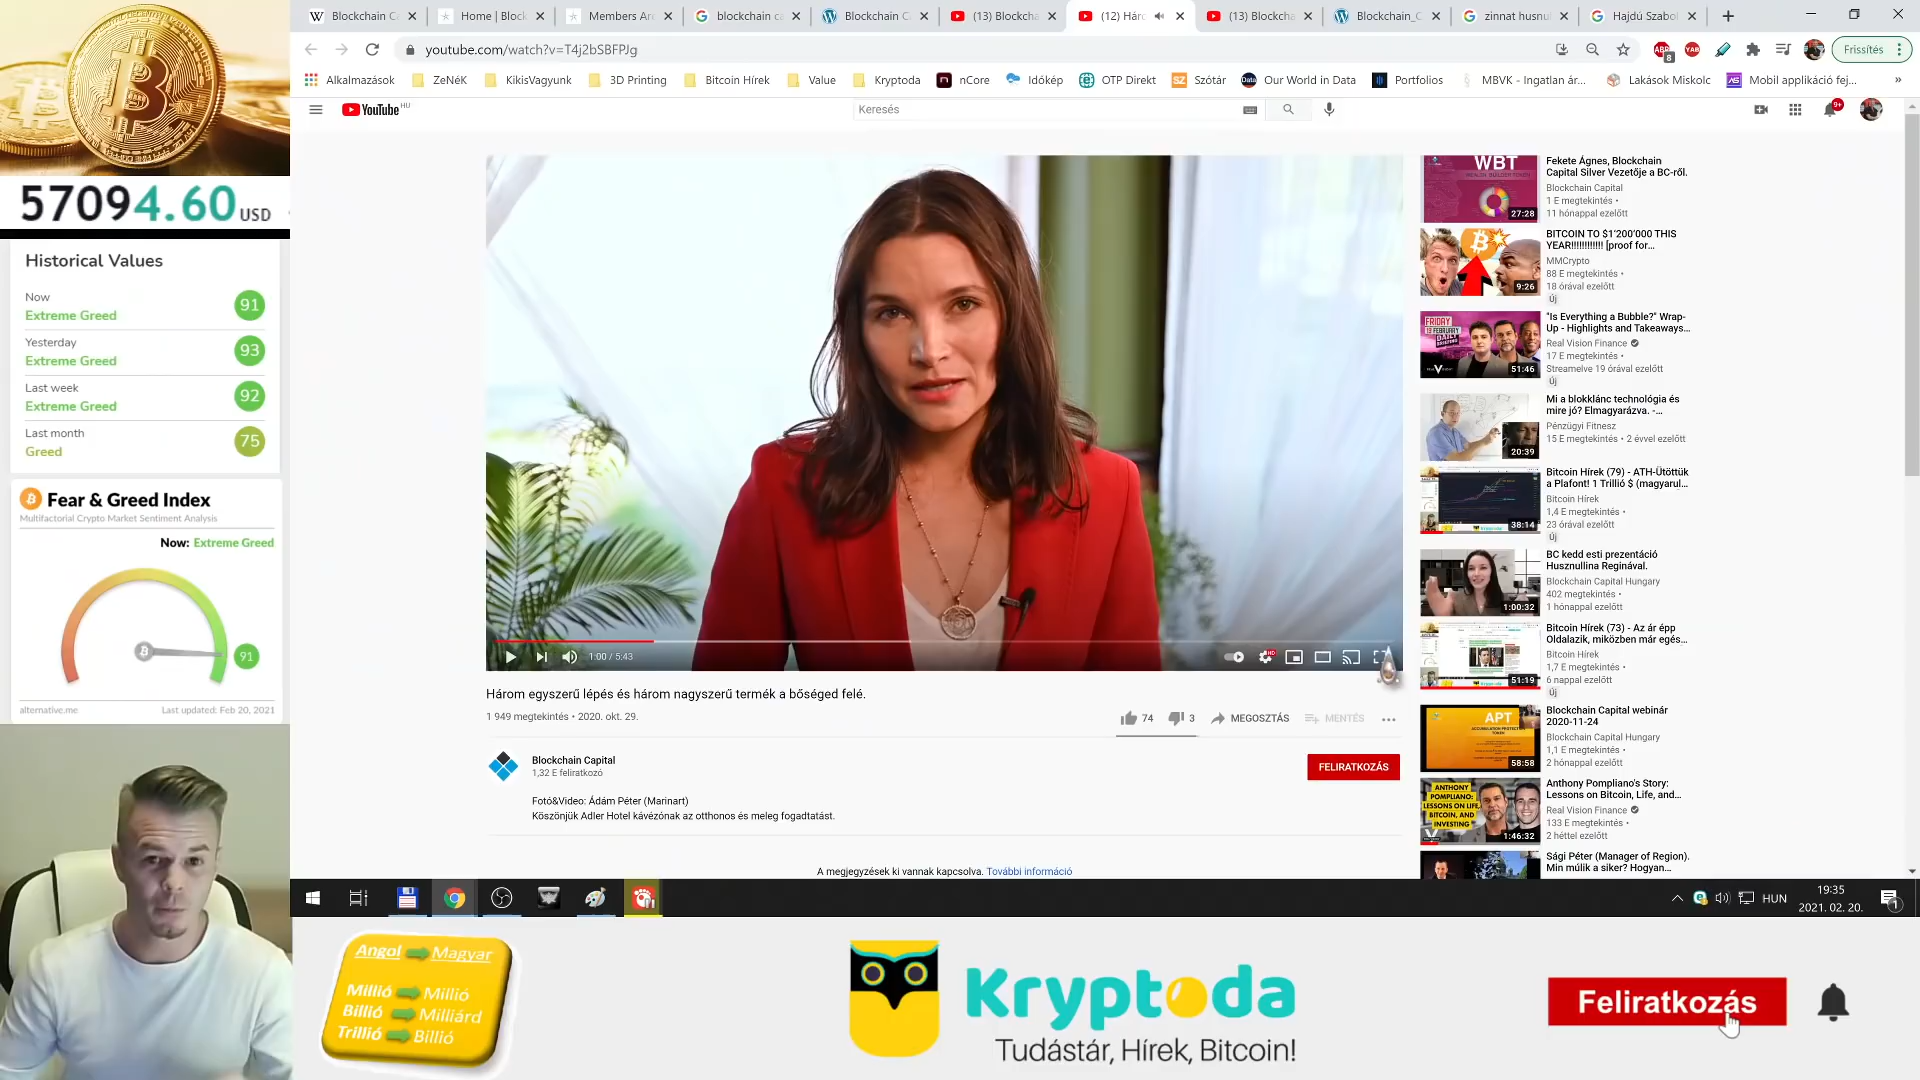 Blockchain C
Home | Block
Members Are
blockchain ca
Blockchain C
(13) Blockcha
(12) Háro
(13) Blockcha
Blockchain_C
zinnat husnul
Hajdú Szabol
youtube.com/watch?v=T4j2bSBFPJg
Frissítés
Alkalmazások
ZeNéK
KikisVagyunk
3D Printing
Bitcoin Hírek
Value
Kryptoda
nCore
Időkép
OTP Direkt
Szótár
Our World in Data
Portfolios
MBVK - Ingatlan ár...
Lakások Miskolc
Mobil applikáció fej...
»
YouTube HU
Keresés
9+
57094.60 USD
Historical Values
Now
Extreme Greed
91
Yesterday
Extreme Greed
93
Last week
Extreme Greed
92
Last month
Greed
75
Fear & Greed Index
Multifactorial Crypto Market Sentiment Analysis
Now: Extreme Greed
91
alternative.me
Last updated: Feb 20, 2021
1:00 / 5:43
Három egyszerű lépés és három nagyszerű termék a bőséged felé.
1 949 megtekintés • 2020. okt. 29.
74
3
MEGOSZTÁS
MENTÉS
Blockchain Capital
1,32 E feliratkozó
FELIRATKOZÁS
Fotó&Video: Ádám Péter (Marinart)
Köszönjük Adler Hotel kávézónak az otthonos és meleg fogadtatást.
A megjegyzések ki vannak kapcsolva. További információ
WBT
27:28
Fekete Ágnes, Blockchain
Capital Silver Vezetője a BC-ről.
Blockchain Capital
1 E megtekintés •
11 hónappal ezelőtt
9:26
BITCOIN TO $1'200'000 THIS
YEAR!!!!!!!!!!!! [proof for...
MMCrypto
88 E megtekintés •
18 órával ezelőtt
Új
FRIDAY
51:46
"Is Everything a Bubble?" Wrap-
Up - Highlights and Takeaways...
Real Vision Finance
17 E megtekintés •
Streamelve 19 órával ezelőtt
Új
20:39
Mi a blokklánc technológia és
mire jó? Elmagyarázva. -...
Pénzügyi Fitnesz
15 E megtekintés • 2 évvel ezelőtt
38:14
Bitcoin Hírek (79) - ATH-Ütöttük
a Plafont! 1 Trillió $ (magyarul...
Bitcoin Hírek
1,4 E megtekintés •
23 órával ezelőtt
Új
1:00:32
BC kedd esti prezentáció
Husznullina Reginával.
Blockchain Capital Hungary
402 megtekintés •
1 hónappal ezelőtt
51:19
Bitcoin Hírek (73) - Az ár épp
Oldalazik, miközben már egés...
Bitcoin Hírek
1,7 E megtekintés •
6 nappal ezelőtt
Új
APT
58:58
Blockchain Capital webinár
2020-11-24
Blockchain Capital Hungary
1,1 E megtekintés •
2 hónappal ezelőtt
ANTHONY
POMPLIANO:
LESSONS ON LIFE,
BITCOIN, AND
INVESTING
1:46:32
Anthony Pompliano's Story:
Lessons on Bitcoin, Life, and...
Real Vision Finance
133 E megtekintés •
2 héttel ezelőtt
Sági Péter (Manager of Region).
Min múlik a siker? Hogyan...
HUN
19:35
2021. 02. 20.
1
Angol Magyar
Millió Millió
Billió Milliárd
Trillió Billió
Kryptoda
Tudástár, Hírek, Bitcoin!
Feliratkozás